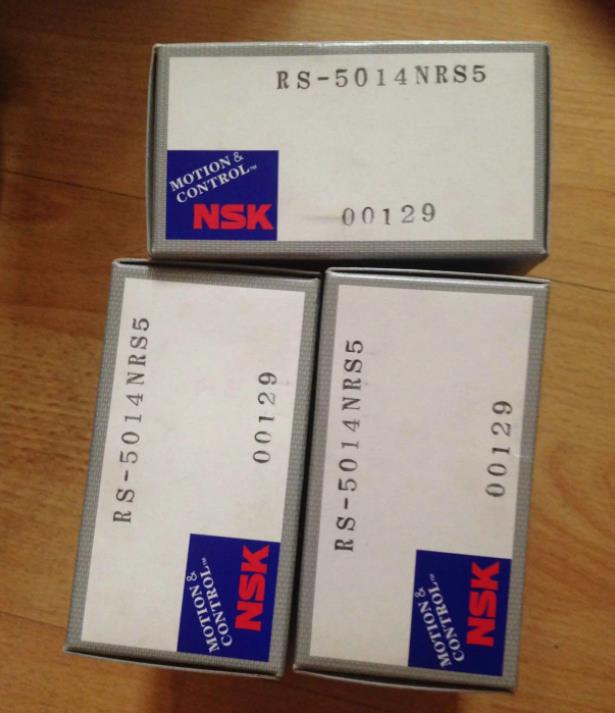 RS-5014NRS5
MOTION &
CONTROL™
NSK
00129
RS-5014NRS5
00129
MOTION &
CONTROL™
NSK
RS-5014NRS5
00129
MOTION &
CONTROL™
NSK